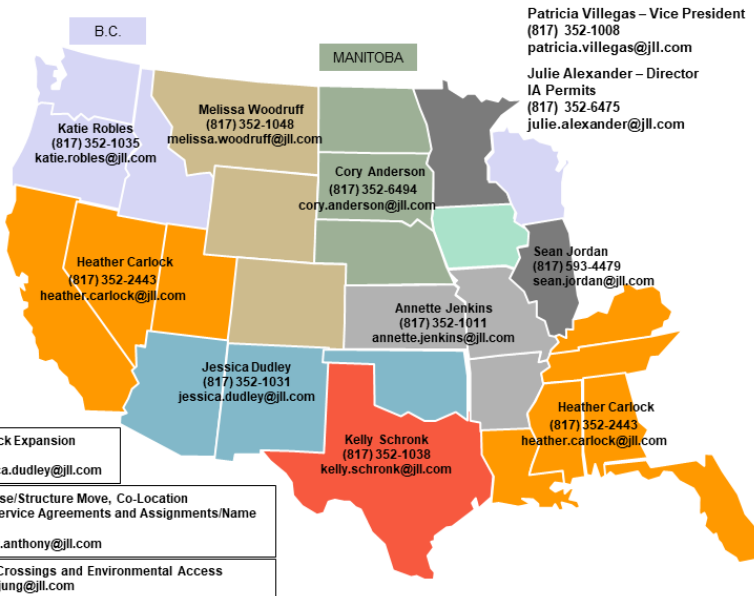 Patricia Villegas – Vice President
(817) 352-1008
patricia.villegas@jll.com
Julie Alexander – Director
IA Permits
(817) 352-6475
julie.alexander@jll.com
B.C.
MANITOBA
Melissa Woodruff
(817) 352-1048
melissa.woodruff@jll.com
Katie Robles
(817) 352-1035
katie.robles@jll.com
Cory Anderson
(817) 352-6494
cory.anderson@jll.com
Heather Carlock
(817) 352-2443
heather.carlock@jll.com
Sean Jordan
(817) 593-4479
sean.jordan@jll.com
Annette Jenkins
(817) 352-1011
annette.jenkins@jll.com
Jessica Dudley
(817) 352-1031
jessica.dudley@jll.com
Heather Carlock
(817) 352-2443
heather.carlock@jll.com
Kelly Schronk
(817) 352-1038
kelly.schronk@jll.com
ck Expansion
ca.dudley@jll.com
se/Structure Move, Co-Location
ervice Agreements and Assignments/Name
.anthony@jll.com
Crossings and Environmental Access
jung@jll.com